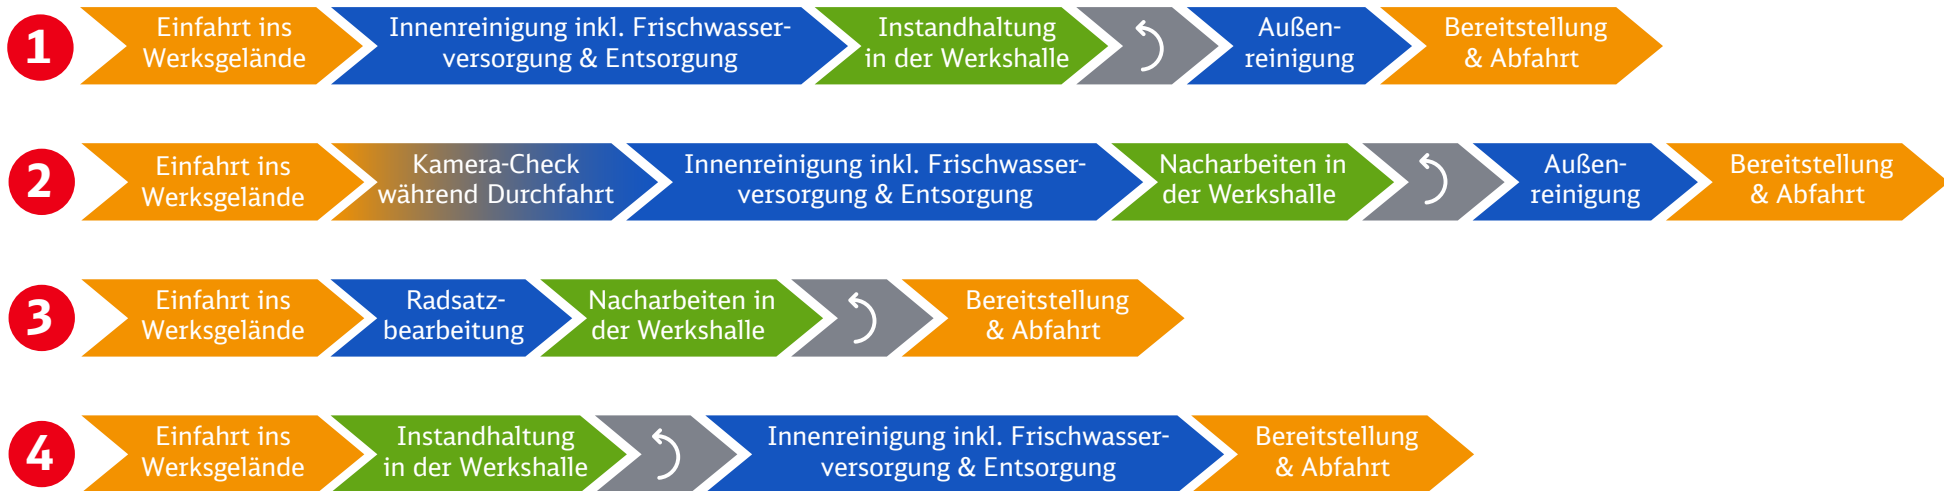 1
Einfahrt ins
Werksgelände
Innenreinigung inkl. Frischwasser-
versorgung & Entsorgung
Instandhaltung
in der Werkshalle
Außen-
reinigung
Bereitstellung
& Abfahrt
2
Einfahrt ins
Werksgelände
Kamera-Check
während Durchfahrt
Innenreinigung inkl. Frischwasser-
versorgung & Entsorgung
Nacharbeiten in
der Werkshalle
Außen-
reinigung
Bereitstellung
& Abfahrt
3
Einfahrt ins
Werksgelände
Radsatz-
bearbeitung
Nacharbeiten in
der Werkshalle
Bereitstellung
& Abfahrt
4
Einfahrt ins
Werksgelände
Instandhaltung
in der Werkshalle
Innenreinigung inkl. Frischwasser-
versorgung & Entsorgung
Bereitstellung
& Abfahrt